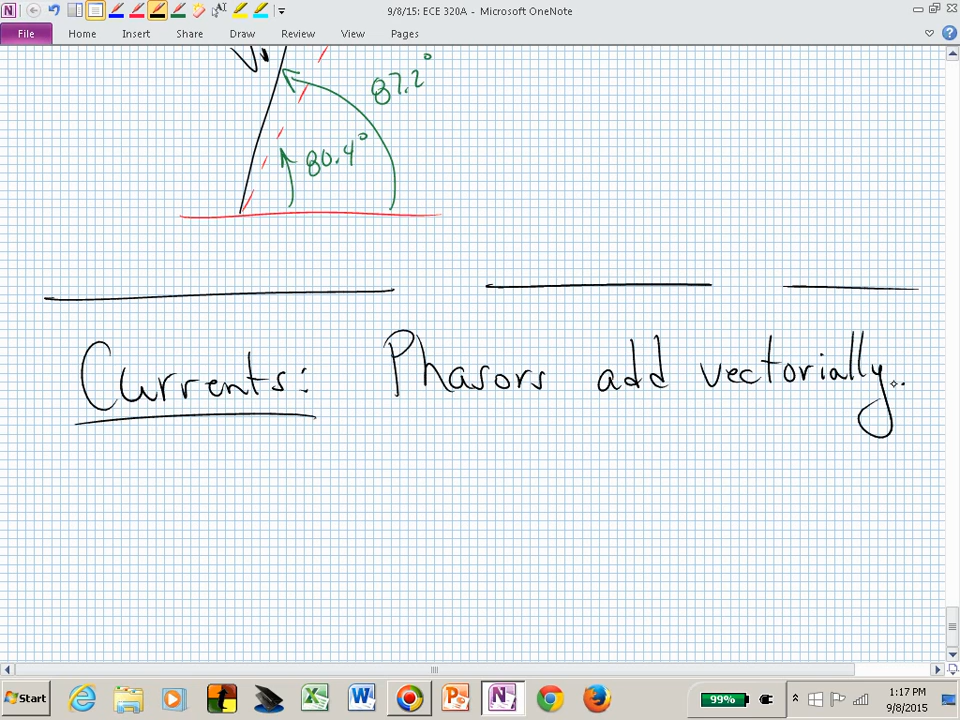 9/8/15: ECE 320A - Microsoft OneNote
File Home Insert Share Draw Review View Pages
87.2°
80.4°
Currents: Phasors add vectorially.
Start
99%
1:17 PM
9/8/2015